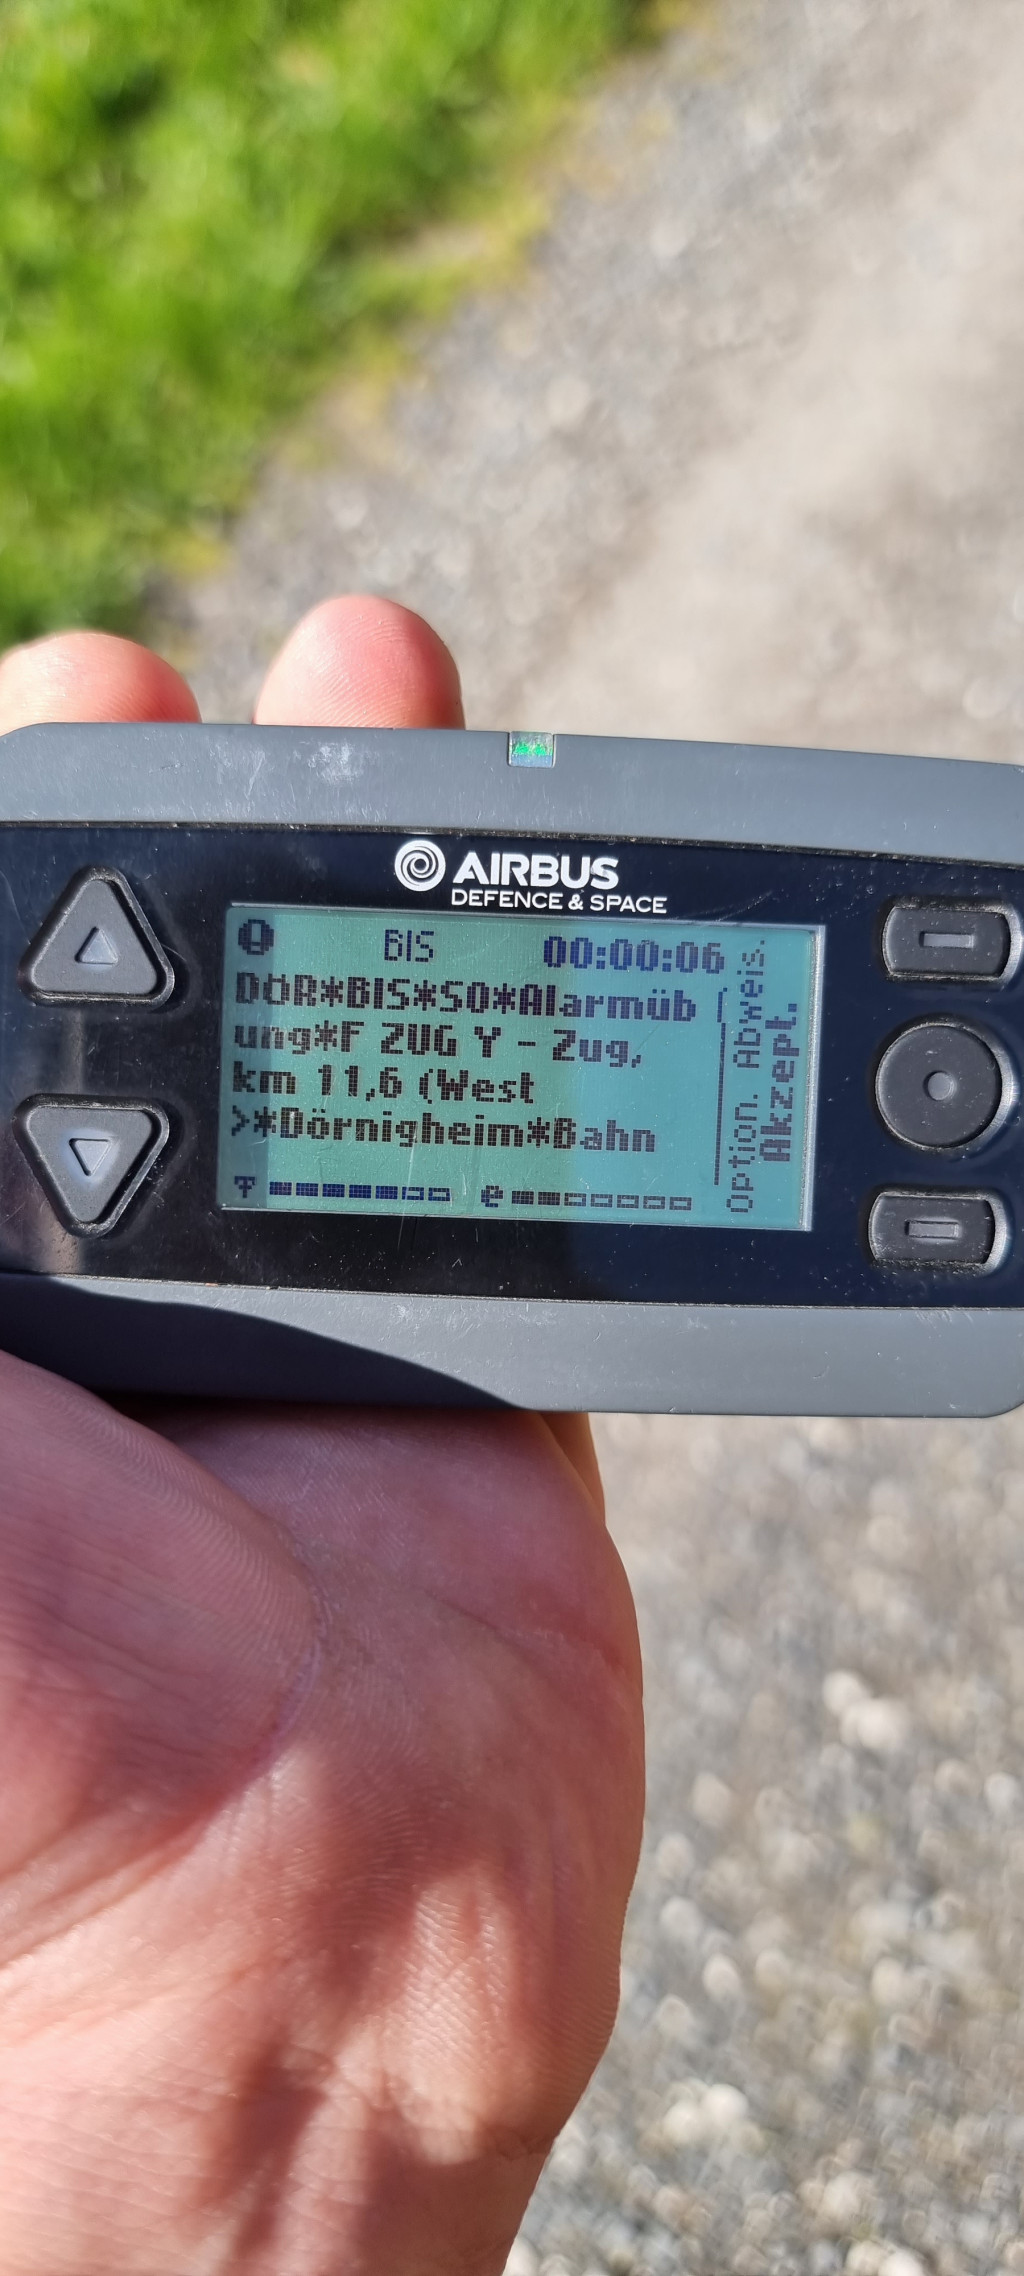 AIRBUS
DEFENCE & SPACE
BIS 00:00:06
DÖR*BIS*SO*Alarmüb
ung*F ZUG Y - Zug,
km 11,6 (West
>*Dörnigheim*Bahn
Option. Abweis.
Akzept.